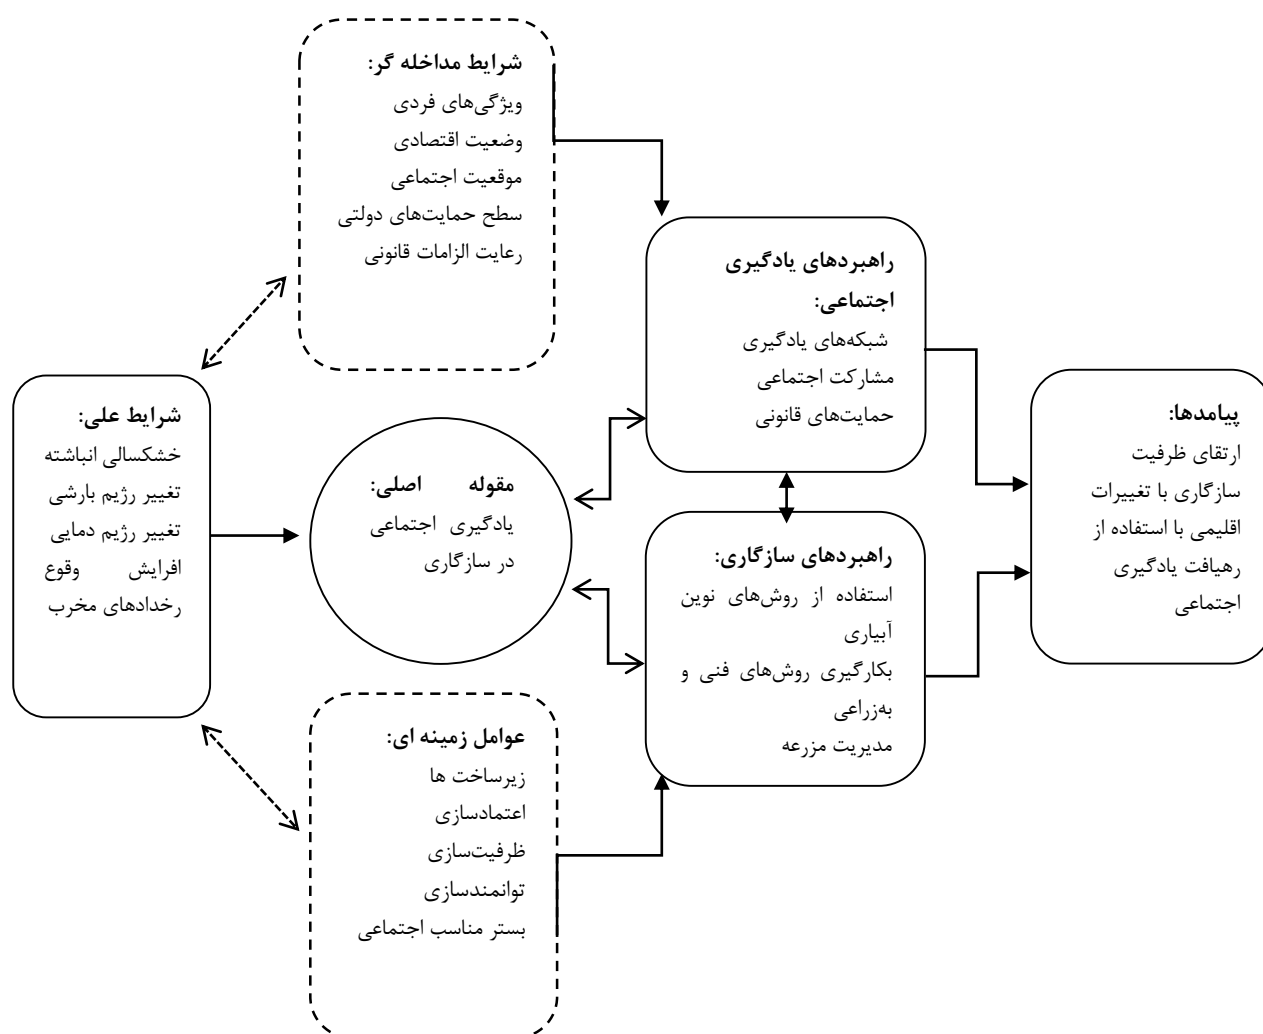 شرایط مداخله گر:
ویژگی‌های فردی
وضعیت اقتصادی
موقعیت اجتماعی
سطح حمایت‌های دولتی
رعایت الزامات قانونی
راهبردهای یادگیری
اجتماعی:
شبکه‌های یادگیری
مشارکت اجتماعی
حمایت‌های قانونی
شرایط علی:
خشکسالی انباشته
تغییر رژیم بارشی
تغییر رژیم دمایی
افرایش وقوع
رخدادهای مخرب
مقوله اصلی:
یادگیری اجتماعی
در سازگاری
پیامدها:
ارتقای ظرفیت
سازگاری با تغییرات
اقلیمی با استفاده از
رهیافت یادگیری
اجتماعی
راهبردهای سازگاری:
استفاده از روش‌های نوین
آبیاری
بکارگیری روش‌های فنی و
به‌زراعی
مدیریت مزرعه
عوامل زمینه ای:
زیرساخت ها
اعتمادسازی
ظرفیت‌سازی
توانمندسازی
بستر مناسب اجتماعی